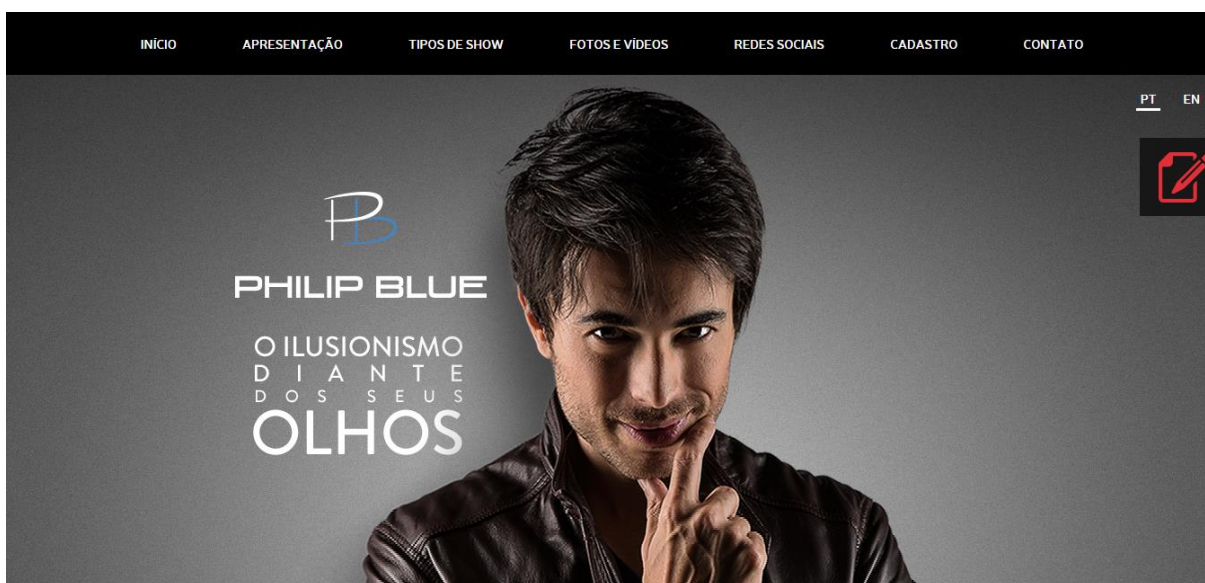 INÍCIO APRESENTAÇÃO TIPOS DE SHOW FOTOS E VÍDEOS REDES SOCIAIS CADASTRO CONTATO
PT EN
PB
PHILIP BLUE
O ILUSIONISMO
DIANTE
DOS SEUS
OLHOS